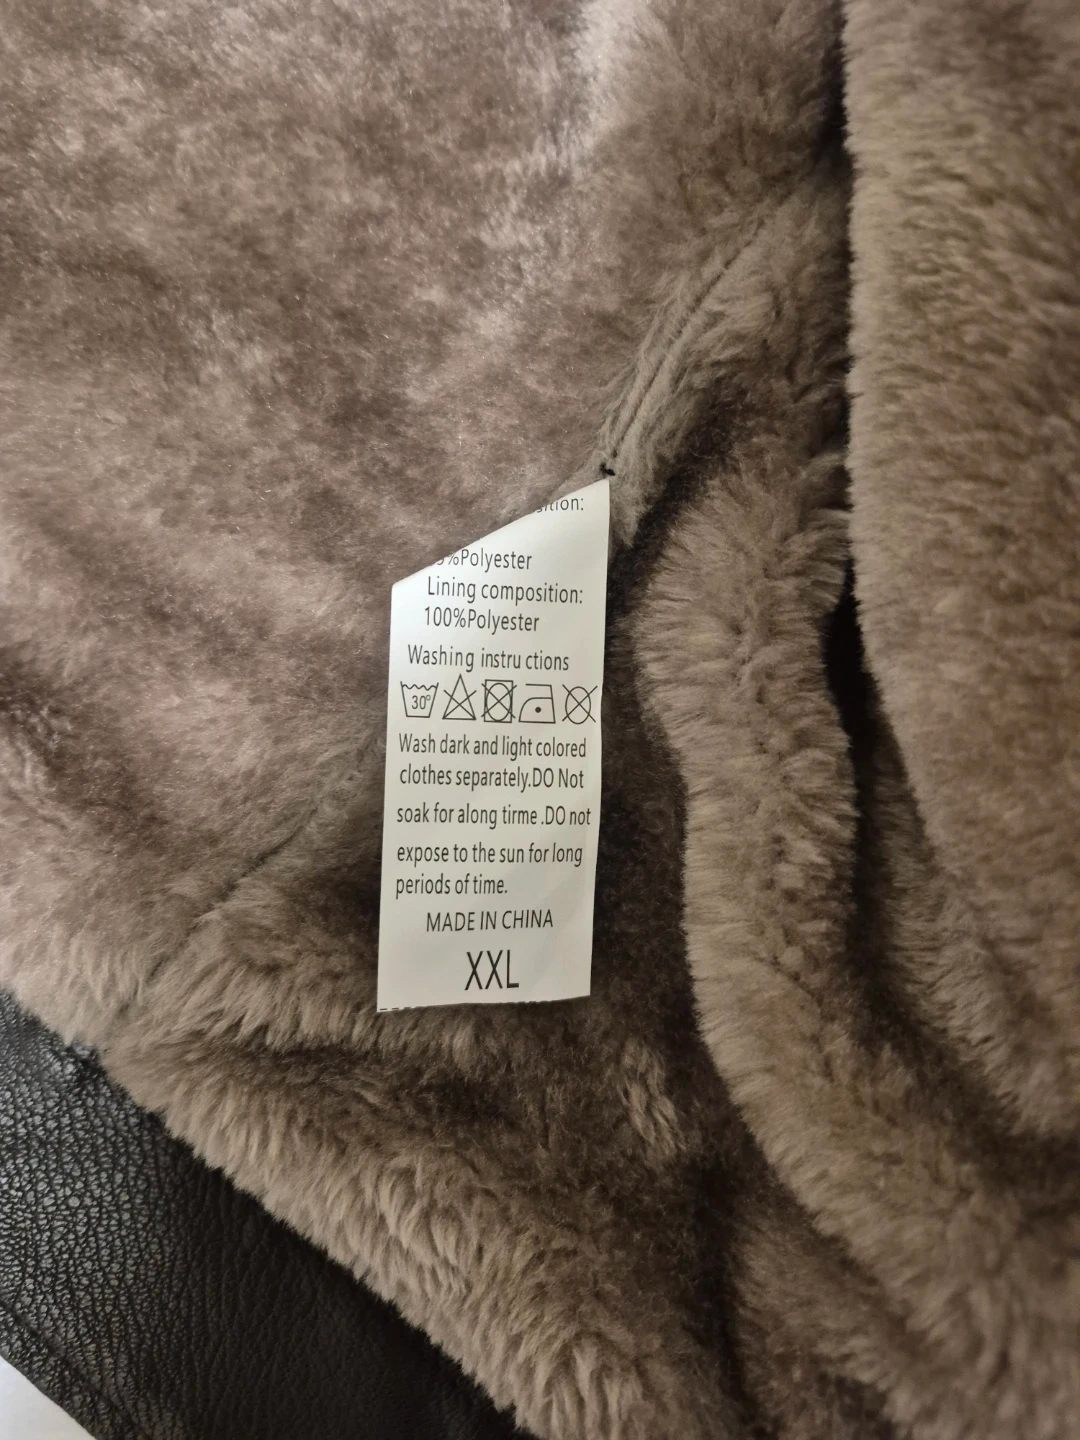 %Polyester
Lining composition:
100%Polyester
Washing instru ctions
30°
Wash dark and light colored
clothes separately.DO Not
soak for along tirme .DO not
expose to the sun for long
periods of time.
MADE IN CHINA
XXL